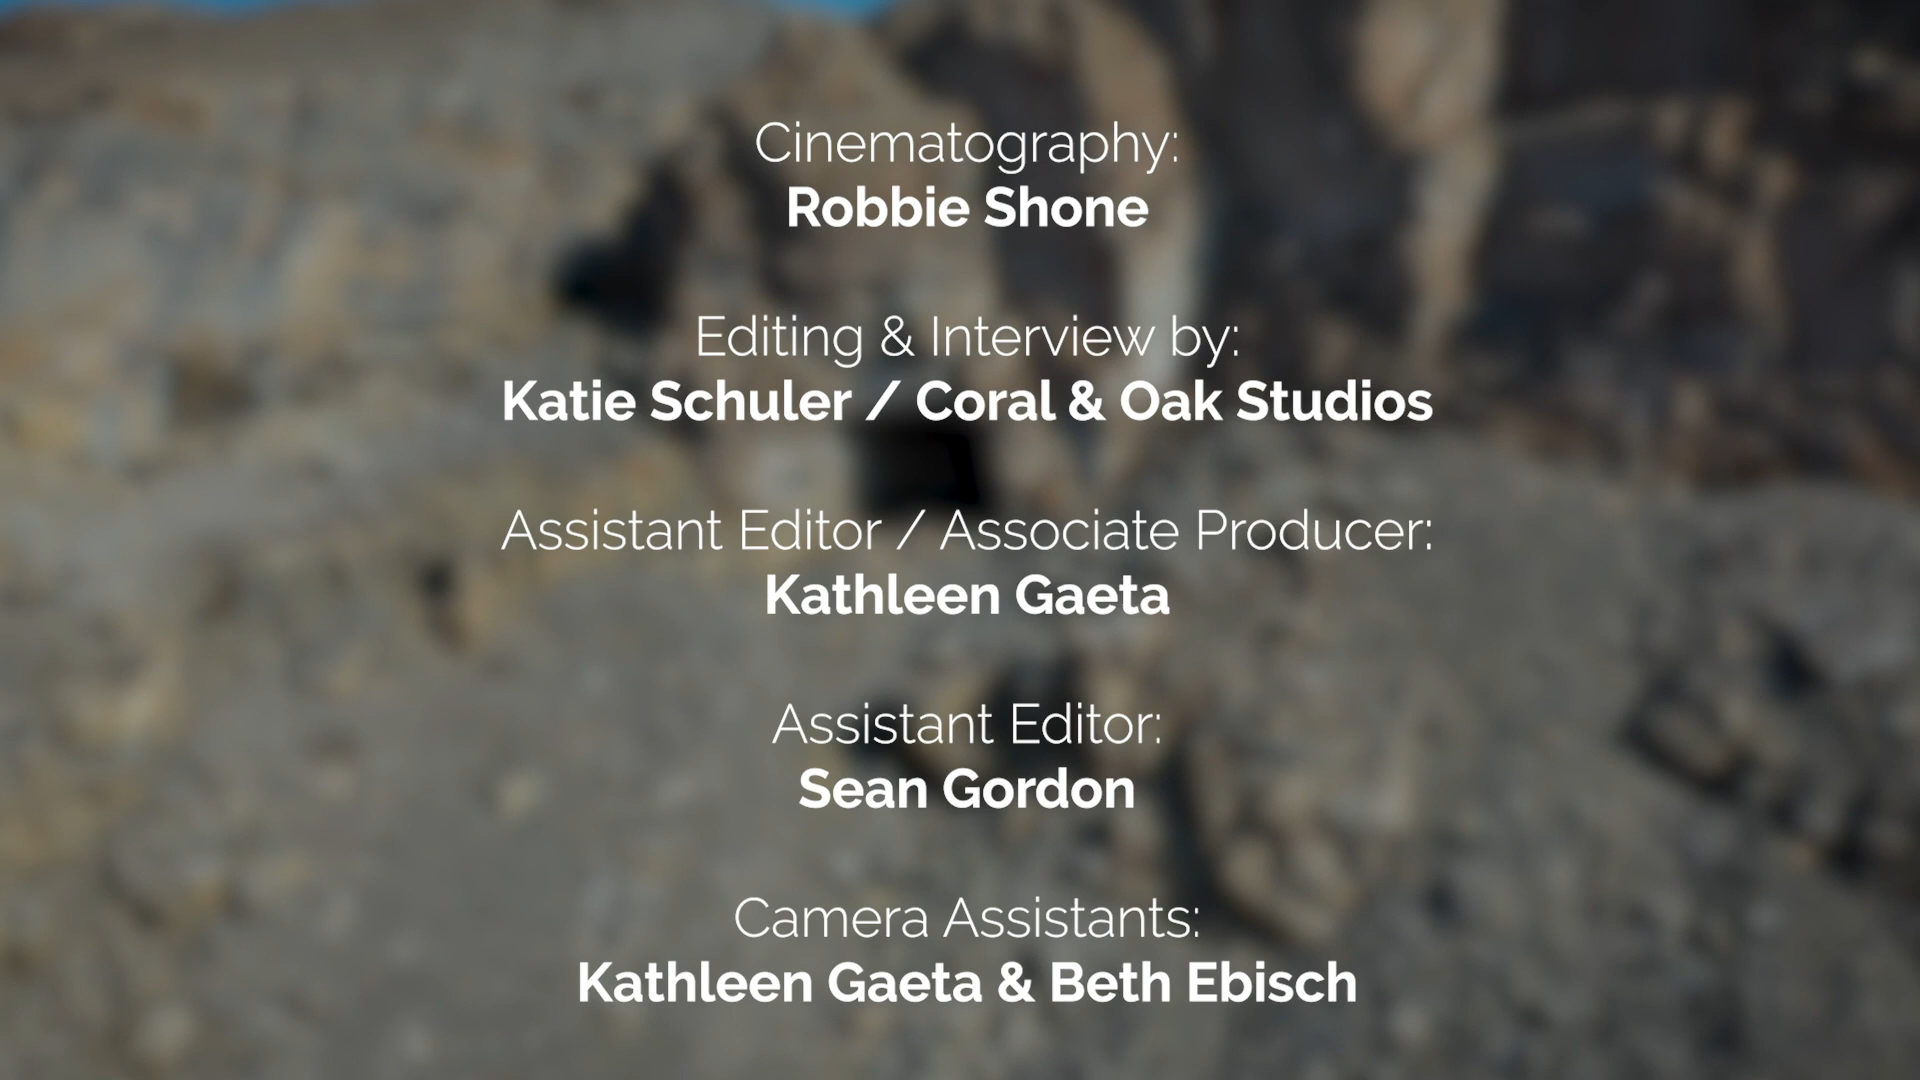 Cinematography:
Robbie Shone
Editing & Interview by:
Katie Schuler / Coral & Oak Studios
Assistant Editor / Associate Producer:
Kathleen Gaeta
Assistant Editor:
Sean Gordon
Camera Assistants:
Kathleen Gaeta & Beth Ebisch